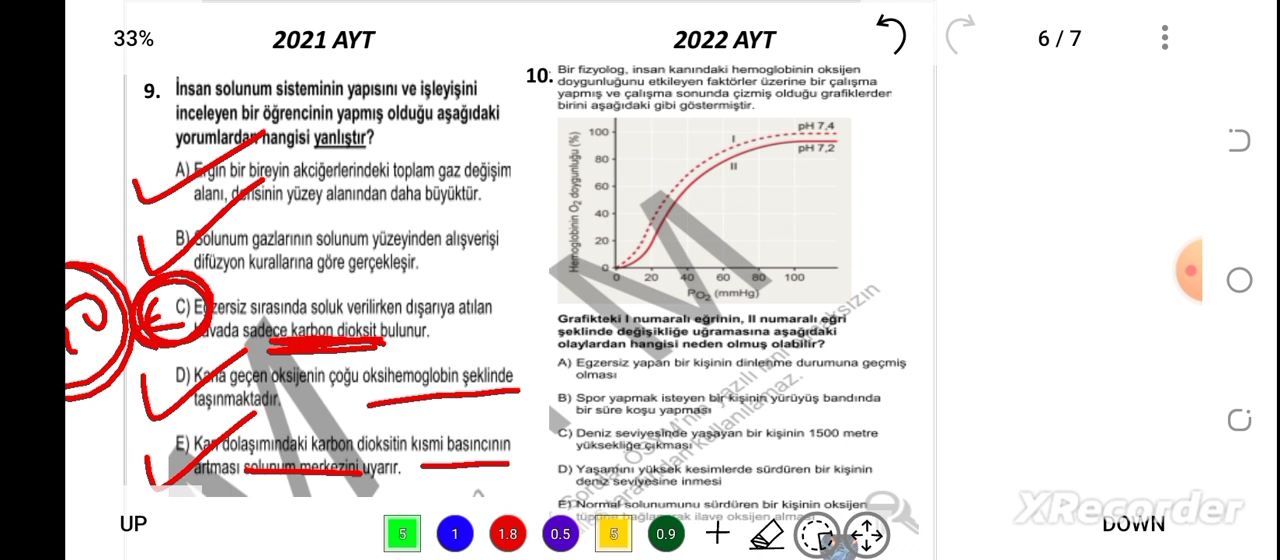 33%
2021 AYT
2022 AYT
6 / 7
9. İnsan solunum sisteminin yapısını ve işleyişini
inceleyen bir öğrencinin yapmış olduğu aşağıdaki
yorumlardan hangisi yanlıştır?
A) Ergin bir bireyin akciğerlerindeki toplam gaz değişim
alanı, derisinin yüzey alanından daha büyüktür.
B) Solunum gazlarının solunum yüzeyinden alışverişi
difüzyon kurallarına göre gerçekleşir.
C) Egzersiz sırasında soluk verilirken dışarıya atılan
havada sadece karbon dioksit bulunur.
D) Kana geçen oksijenin çoğu oksihemoglobin şeklinde
taşınmaktadır.
E) Kan dolaşımındaki karbon dioksitin kısmi basıncının
artması solunum merkezini uyarır.
10. Bir fizyolog, insan kanındaki hemoglobinin oksijen
doygunluğunu etkileyen faktörler üzerine bir çalışma
yapmış ve çalışma sonunda çizmiş olduğu grafiklerden
birini aşağıdaki gibi göstermiştir.
Hemoglobinin O2 doygunluğu (%)
100
80
60
40
20
0
I
II
pH 7,4
pH 7,2
0 20 40 60 80 100
PO2 (mmHg)
Grafikteki I numaralı eğrinin, II numaralı eğri
şeklinde değişikliğe uğramasına aşağıdaki
olaylardan hangisi neden olmuş olabilir?
A) Egzersiz yapan bir kişinin dinlenme durumuna geçmiş
olması
B) Spor yapmak isteyen bir kişinin yürüyüş bandında
bir süre koşu yapması
C) Deniz seviyesinde yaşayan bir kişinin 1500 metre
yüksekliğe çıkması
D) Yaşamını yüksek kesimlerde sürdüren bir kişinin
deniz seviyesine inmesi
E) Normal solunumunu sürdüren bir kişinin oksijen
ilave oksijen
UP
5
1
1.8
0.5
5
0.9
XRecorder
DOWN